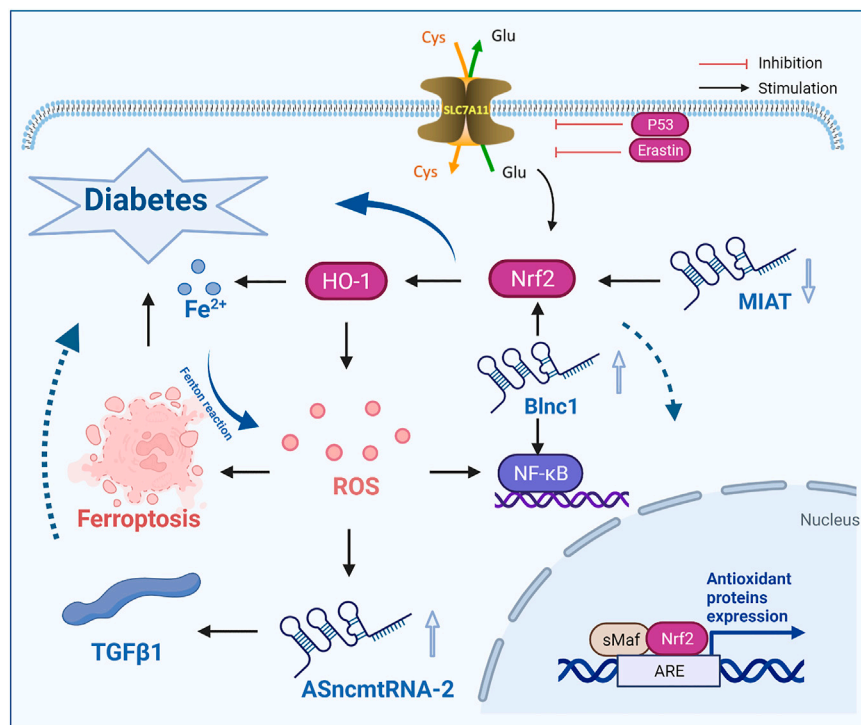 Cys
Glu
Inhibition
Stimulation
SLC7A11
P53
Erastin
Cys
Glu
Diabetes
HO-1
Nrf2
Fe²⁺
MIAT
Fenton reaction
Blnc1
NF-κB
ROS
Ferroptosis
Nucleus
Antioxidant
proteins
expression
TGFβ1
sMaf
Nrf2
ARE
ASncmtRNA-2